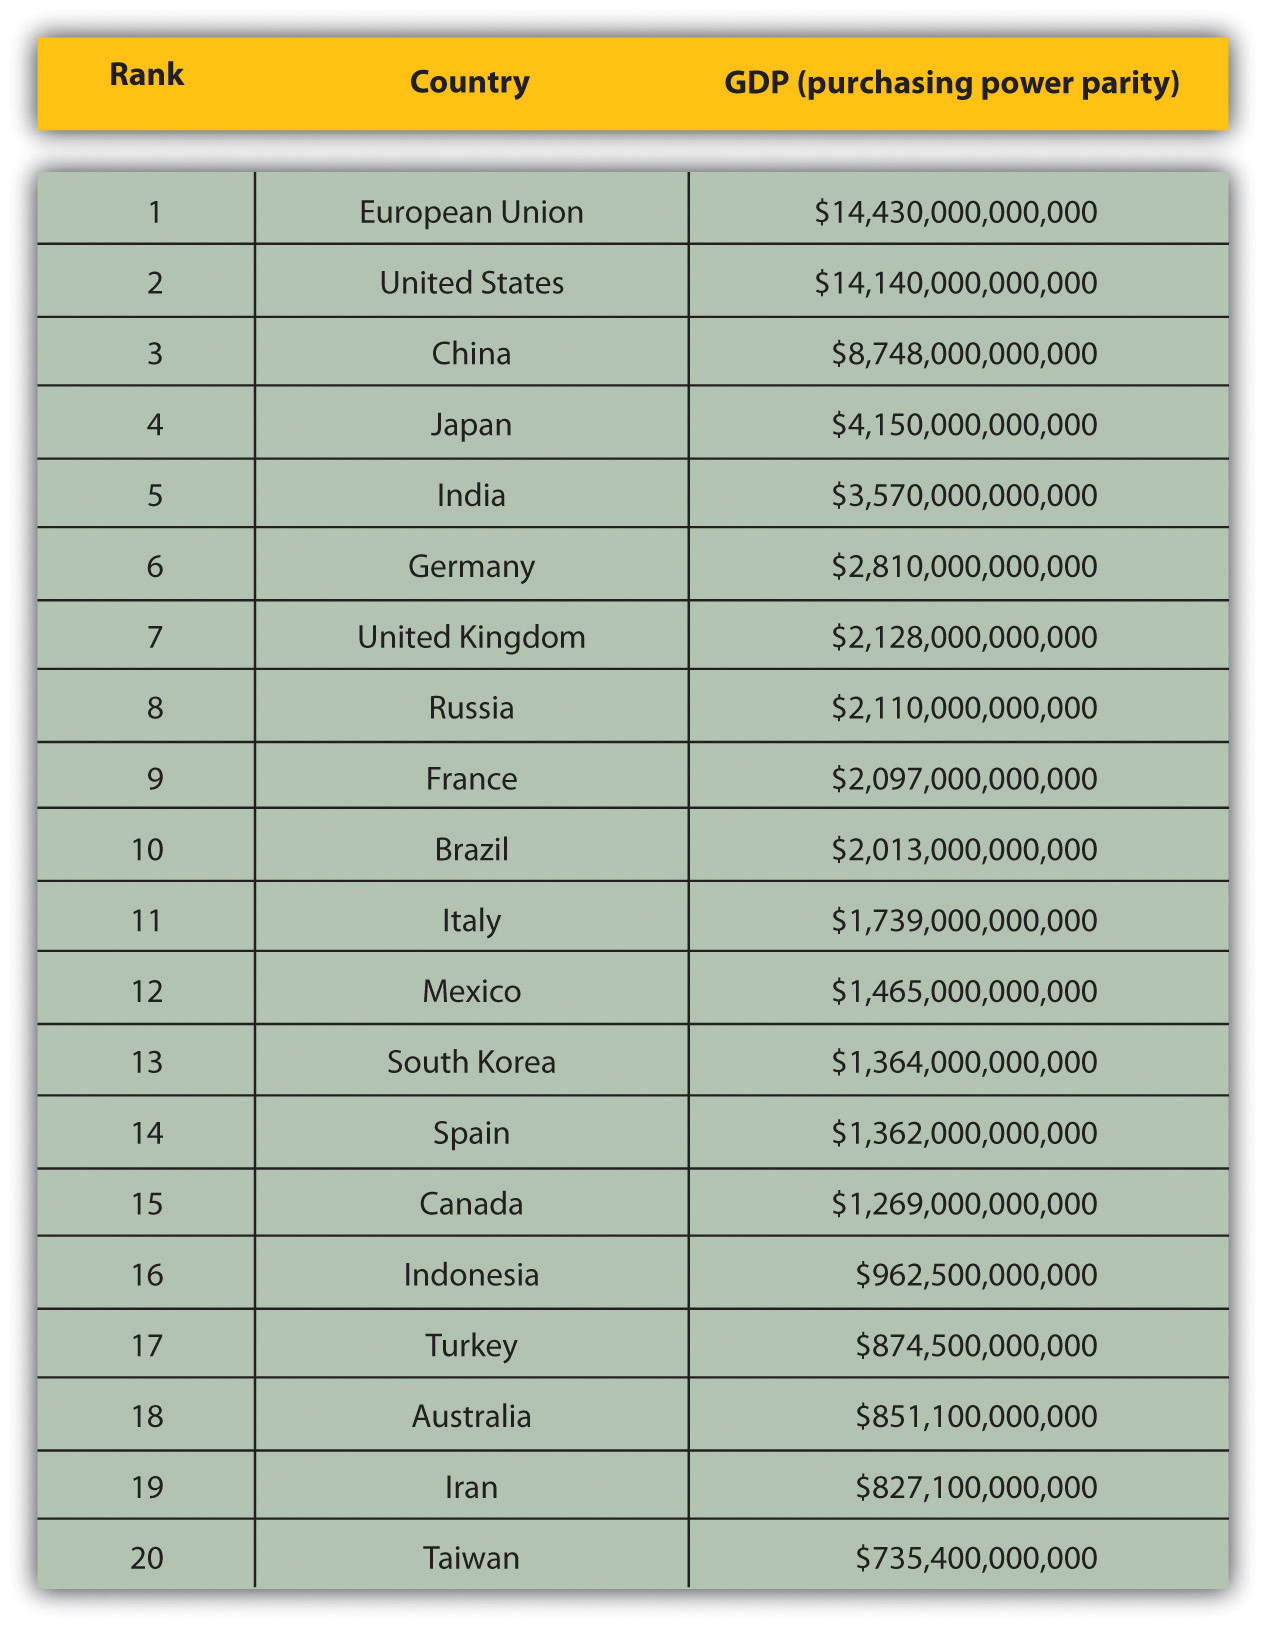 Rank Country GDP (purchasing power parity)
1 European Union $14,430,000,000,000
2 United States $14,140,000,000,000
3 China $8,748,000,000,000
4 Japan $4,150,000,000,000
5 India $3,570,000,000,000
6 Germany $2,810,000,000,000
7 United Kingdom $2,128,000,000,000
8 Russia $2,110,000,000,000
9 France $2,097,000,000,000
10 Brazil $2,013,000,000,000
11 Italy $1,739,000,000,000
12 Mexico $1,465,000,000,000
13 South Korea $1,364,000,000,000
14 Spain $1,362,000,000,000
15 Canada $1,269,000,000,000
16 Indonesia $962,500,000,000
17 Turkey $874,500,000,000
18 Australia $851,100,000,000
19 Iran $827,100,000,000
20 Taiwan $735,400,000,000